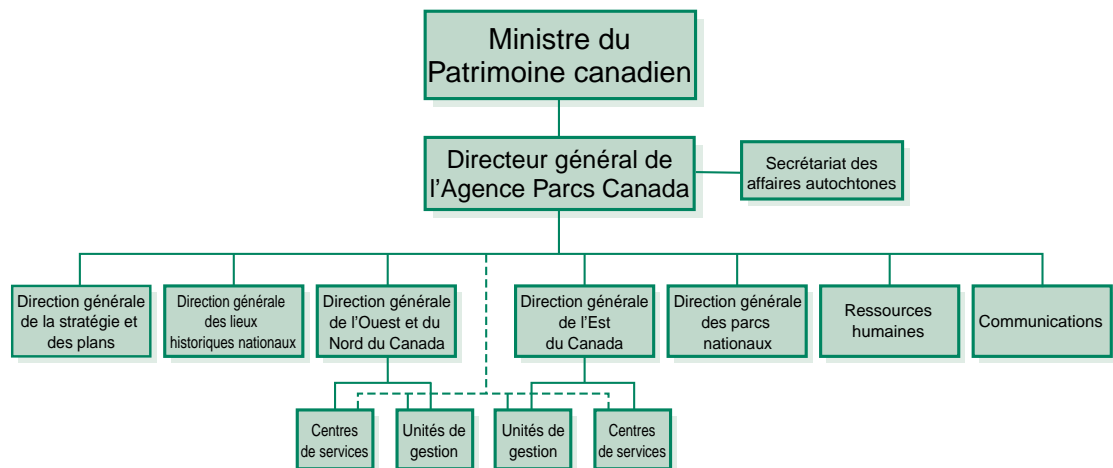 Ministre du
Patrimoine canadien
Directeur général de
l’Agence Parcs Canada
Secrétariat des
affaires autochtones
Direction générale
de la stratégie et
des plans
Direction générale
des lieux
historiques nationaux
Direction générale
de l’Ouest et du
Nord du Canada
Direction générale
de l’Est
du Canada
Direction générale
des parcs
nationaux
Ressources
humaines
Communications
Centres
de services
Unités de
gestion
Unités de
gestion
Centres
de services